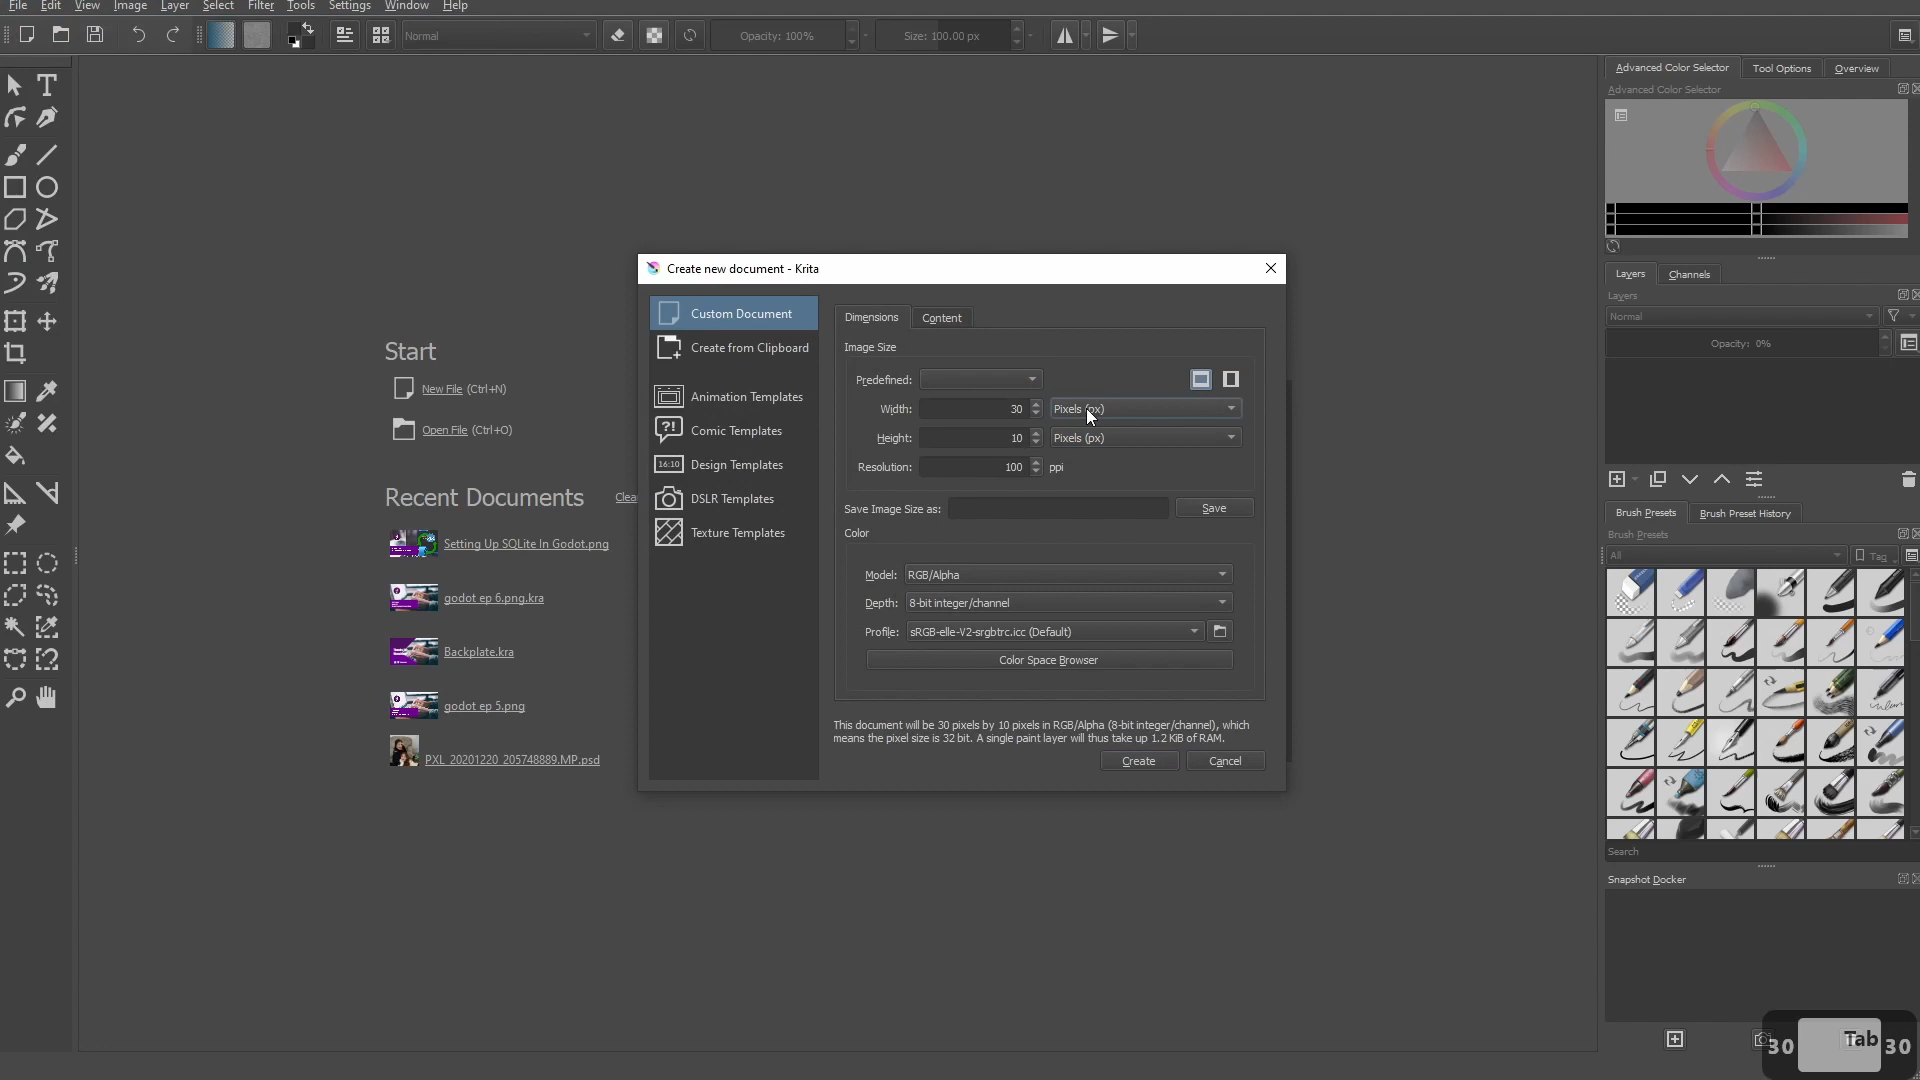 File Edit View Image Layer Select Filter Tools Settings Window Help
Normal Opacity: 100% Size: 100.00 px
Advanced Color Selector Tool Options Overview
Advanced Color Selector
Layers Channels
Layers
Normal
Opacity: 0%
Brush Presets Brush Preset History
Brush Presets
All Tag
Search
Snapshot Docker
Start
New File (Ctrl+N)
Open File (Ctrl+O)
Recent Documents Clea
Setting Up SQLite In Godot.png
godot ep 6.png.kra
Backplate.kra
godot ep 5.png
PXL_20201220_205748889.MP.psd
Create new document - Krita
Custom Document
Create from Clipboard
Animation Templates
Comic Templates
16:10 Design Templates
DSLR Templates
Texture Templates
Dimensions Content
Image Size
Predefined:
Width: 30 Pixels (px)
Height: 10 Pixels (px)
Resolution: 100 ppi
Save Image Size as: Save
Color
Model: RGB/Alpha
Depth: 8-bit integer/channel
Profile: sRGB-elle-V2-srgbtrc.icc (Default)
Color Space Browser
This document will be 30 pixels by 10 pixels in RGB/Alpha (8-bit integer/channel), which
means the pixel size is 32 bit. A single paint layer will thus take up 1.2 KiB of RAM.
Create Cancel
30 Tab 30